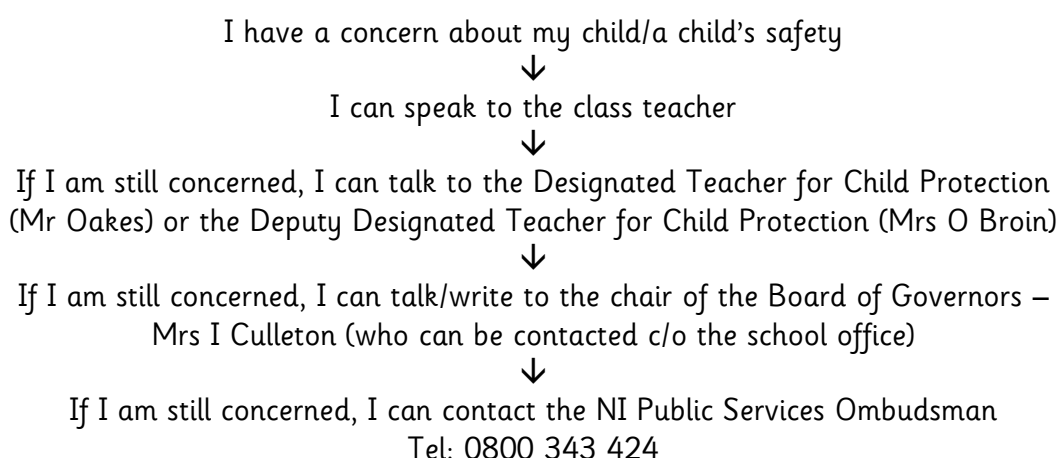 I have a concern about my child/a child's safety
↓
I can speak to the class teacher
↓
If I am still concerned, I can talk to the Designated Teacher for Child Protection
(Mr Oakes) or the Deputy Designated Teacher for Child Protection (Mrs O Broin)
↓
If I am still concerned, I can talk/write to the chair of the Board of Governors –
Mrs I Culleton (who can be contacted c/o the school office)
↓
If I am still concerned, I can contact the NI Public Services Ombudsman
Tel: 0800 343 424